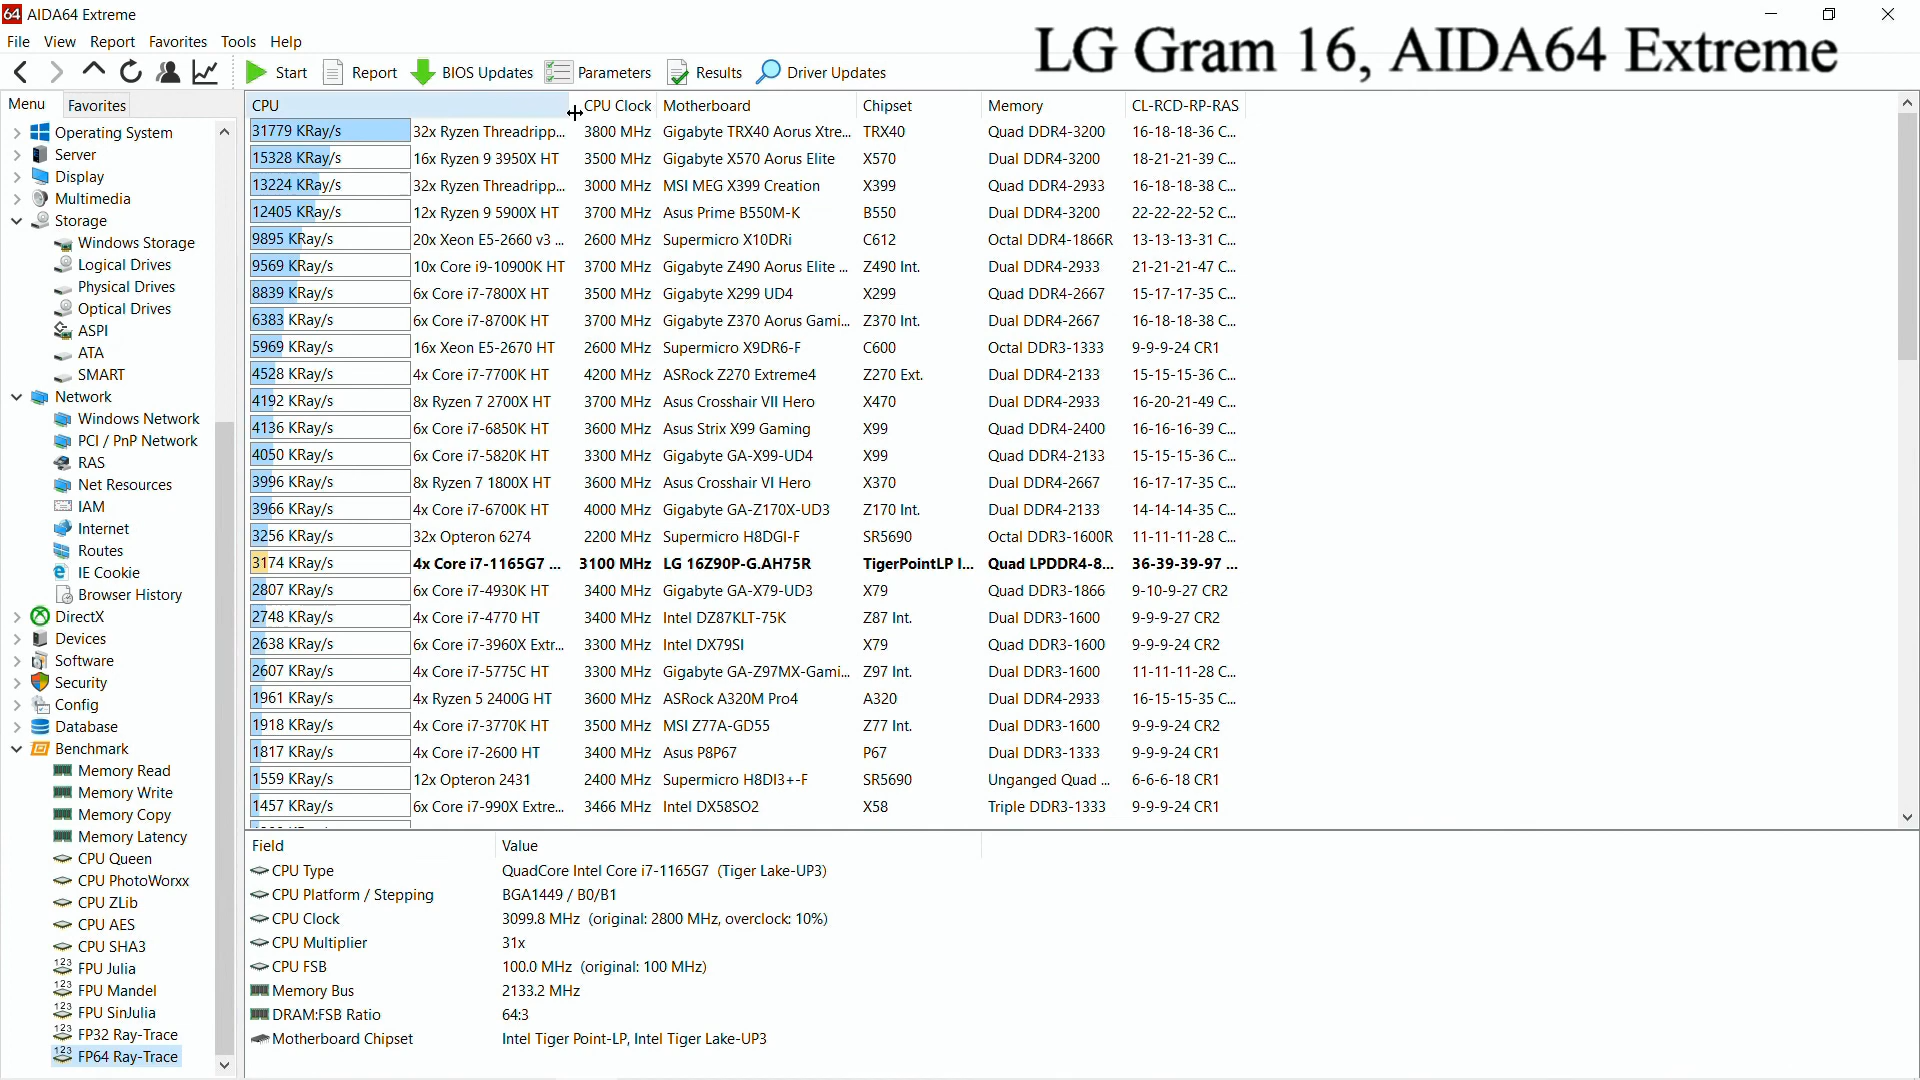 64 AIDA64 Extreme
LG Gram 16, AIDA64 Extreme
File View Report Favorites Tools Help
Start Report BIOS Updates Parameters Results Driver Updates
Menu Favorites
Operating System
Server
Display
Multimedia
Storage
Windows Storage
Logical Drives
Physical Drives
Optical Drives
ASPI
ATA
SMART
Network
Windows Network
PCI / PnP Network
RAS
Net Resources
IAM
Internet
Routes
IE Cookie
Browser History
DirectX
Devices
Software
Security
Config
Database
Benchmark
Memory Read
Memory Write
Memory Copy
Memory Latency
CPU Queen
CPU PhotoWorxx
CPU ZLib
CPU AES
CPU SHA3
123 FPU Julia
123 FPU Mandel
123 FPU SinJulia
123 FP32 Ray-Trace
123 FP64 Ray-Trace
CPU CPU Clock Motherboard Chipset Memory CL-RCD-RP-RAS
31779 KRay/s 32x Ryzen Threadripp... 3800 MHz Gigabyte TRX40 Aorus Xtre... TRX40 Quad DDR4-3200 16-18-18-36 C...
15328 KRay/s 16x Ryzen 9 3950X HT 3500 MHz Gigabyte X570 Aorus Elite X570 Dual DDR4-3200 18-21-21-39 C...
13224 KRay/s 32x Ryzen Threadripp... 3000 MHz MSI MEG X399 Creation X399 Quad DDR4-2933 16-18-18-38 C...
12405 KRay/s 12x Ryzen 9 5900X HT 3700 MHz Asus Prime B550M-K B550 Dual DDR4-3200 22-22-22-52 C...
9895 KRay/s 20x Xeon E5-2660 v3 ... 2600 MHz Supermicro X10DRi C612 Octal DDR4-1866R 13-13-13-31 C...
9569 KRay/s 10x Core i9-10900K HT 3700 MHz Gigabyte Z490 Aorus Elite ... Z490 Int. Dual DDR4-2933 21-21-21-47 C...
8839 KRay/s 6x Core i7-7800X HT 3500 MHz Gigabyte X299 UD4 X299 Quad DDR4-2667 15-17-17-35 C...
6383 KRay/s 6x Core i7-8700K HT 3700 MHz Gigabyte Z370 Aorus Gami... Z370 Int. Dual DDR4-2667 16-18-18-38 C...
5969 KRay/s 16x Xeon E5-2670 HT 2600 MHz Supermicro X9DR6-F C600 Octal DDR3-1333 9-9-9-24 CR1
4528 KRay/s 4x Core i7-7700K HT 4200 MHz ASRock Z270 Extreme4 Z270 Ext. Dual DDR4-2133 15-15-15-36 C...
4192 KRay/s 8x Ryzen 7 2700X HT 3700 MHz Asus Crosshair VII Hero X470 Dual DDR4-2933 16-20-21-49 C...
4136 KRay/s 6x Core i7-6850K HT 3600 MHz Asus Strix X99 Gaming X99 Quad DDR4-2400 16-16-16-39 C...
4050 KRay/s 6x Core i7-5820K HT 3300 MHz Gigabyte GA-X99-UD4 X99 Quad DDR4-2133 15-15-15-36 C...
3996 KRay/s 8x Ryzen 7 1800X HT 3600 MHz Asus Crosshair VI Hero X370 Dual DDR4-2667 16-17-17-35 C...
3966 KRay/s 4x Core i7-6700K HT 4000 MHz Gigabyte GA-Z170X-UD3 Z170 Int. Dual DDR4-2133 14-14-14-35 C...
3256 KRay/s 32x Opteron 6274 2200 MHz Supermicro H8DGI-F SR5690 Octal DDR3-1600R 11-11-11-28 C...
3174 KRay/s 4x Core i7-1165G7 ... 3100 MHz LG 16Z90P-G.AH75R TigerPointLP I... Quad LPDDR4-8... 36-39-39-97 ...
2807 KRay/s 6x Core i7-4930K HT 3400 MHz Gigabyte GA-X79-UD3 X79 Quad DDR3-1866 9-10-9-27 CR2
2748 KRay/s 4x Core i7-4770 HT 3400 MHz Intel DZ87KLT-75K Z87 Int. Dual DDR3-1600 9-9-9-27 CR2
2638 KRay/s 6x Core i7-3960X Extr... 3300 MHz Intel DX79SI X79 Quad DDR3-1600 9-9-9-24 CR2
2607 KRay/s 4x Core i7-5775C HT 3300 MHz Gigabyte GA-Z97MX-Gami... Z97 Int. Dual DDR3-1600 11-11-11-28 C...
1961 KRay/s 4x Ryzen 5 2400G HT 3600 MHz ASRock A320M Pro4 A320 Dual DDR4-2933 16-15-15-35 C...
1918 KRay/s 4x Core i7-3770K HT 3500 MHz MSI Z77A-GD55 Z77 Int. Dual DDR3-1600 9-9-9-24 CR2
1817 KRay/s 4x Core i7-2600 HT 3400 MHz Asus P8P67 P67 Dual DDR3-1333 9-9-9-24 CR1
1559 KRay/s 12x Opteron 2431 2400 MHz Supermicro H8DI3+-F SR5690 Unganged Quad ... 6-6-6-18 CR1
1457 KRay/s 6x Core i7-990X Extre... 3466 MHz Intel DX58SO2 X58 Triple DDR3-1333 9-9-9-24 CR1
Field Value
CPU Type QuadCore Intel Core i7-1165G7 (Tiger Lake-UP3)
CPU Platform / Stepping BGA1449 / B0/B1
CPU Clock 3099.8 MHz (original: 2800 MHz, overclock: 10%)
CPU Multiplier 31x
CPU FSB 100.0 MHz (original: 100 MHz)
Memory Bus 2133.2 MHz
DRAM:FSB Ratio 64:3
Motherboard Chipset Intel Tiger Point-LP, Intel Tiger Lake-UP3